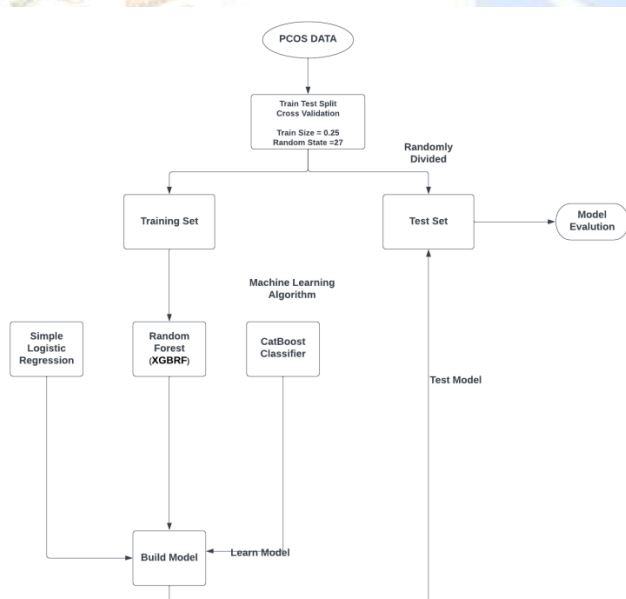 PCOS DATA
Train Test Split
Cross Validation
Train Size = 0.25
Random State =27
Randomly
Divided
Training Set
Test Set
Model
Evalution
Machine Learning
Algorithm
Simple
Logistic
Regression
Random
Forest
(XGBRF)
CatBoost
Classifier
Test Model
Build Model
Learn Model